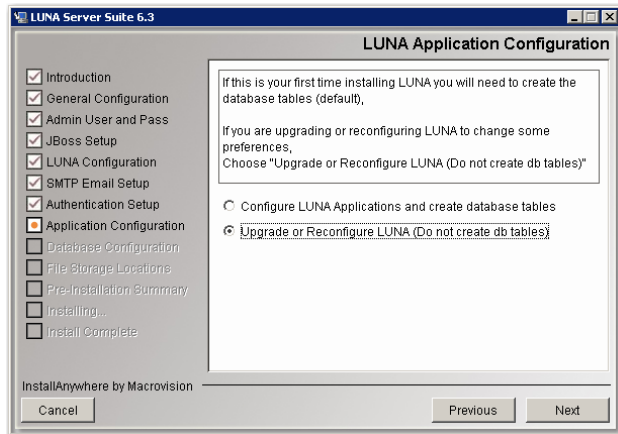 LUNA Server Suite 6.3
LUNA Application Configuration
Introduction
General Configuration
Admin User and Pass
JBoss Setup
LUNA Configuration
SMTP Email Setup
Authentication Setup
Application Configuration
Database Configuration
File Storage Locations
Pre-Installation Summary
Installing...
Install Complete
If this is your first time installing LUNA you will need to create the
database tables (default),
If you are upgrading or reconfiguring LUNA to change some
preferences,
Choose "Upgrade or Reconfigure LUNA (Do not create db tables)"
Configure LUNA Applications and create database tables
Upgrade or Reconfigure LUNA (Do not create db tables)
InstallAnywhere by Macrovision
Cancel
Previous
Next